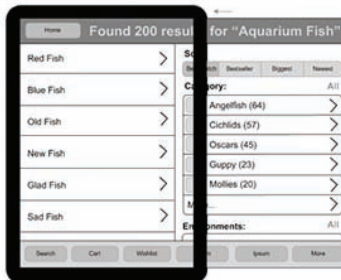 Home
Found 200 resul for "Aquarium Fish"
Red Fish
Blue Fish
Old Fish
New Fish
Glad Fish
Sad Fish
Bestseller
Biggest
Newest
All
Angelfish (64)
Cichlids (57)
Oscars (45)
Guppy (23)
Mollies (20)
All
Search
Cart
Wishlist
Ipsum
More